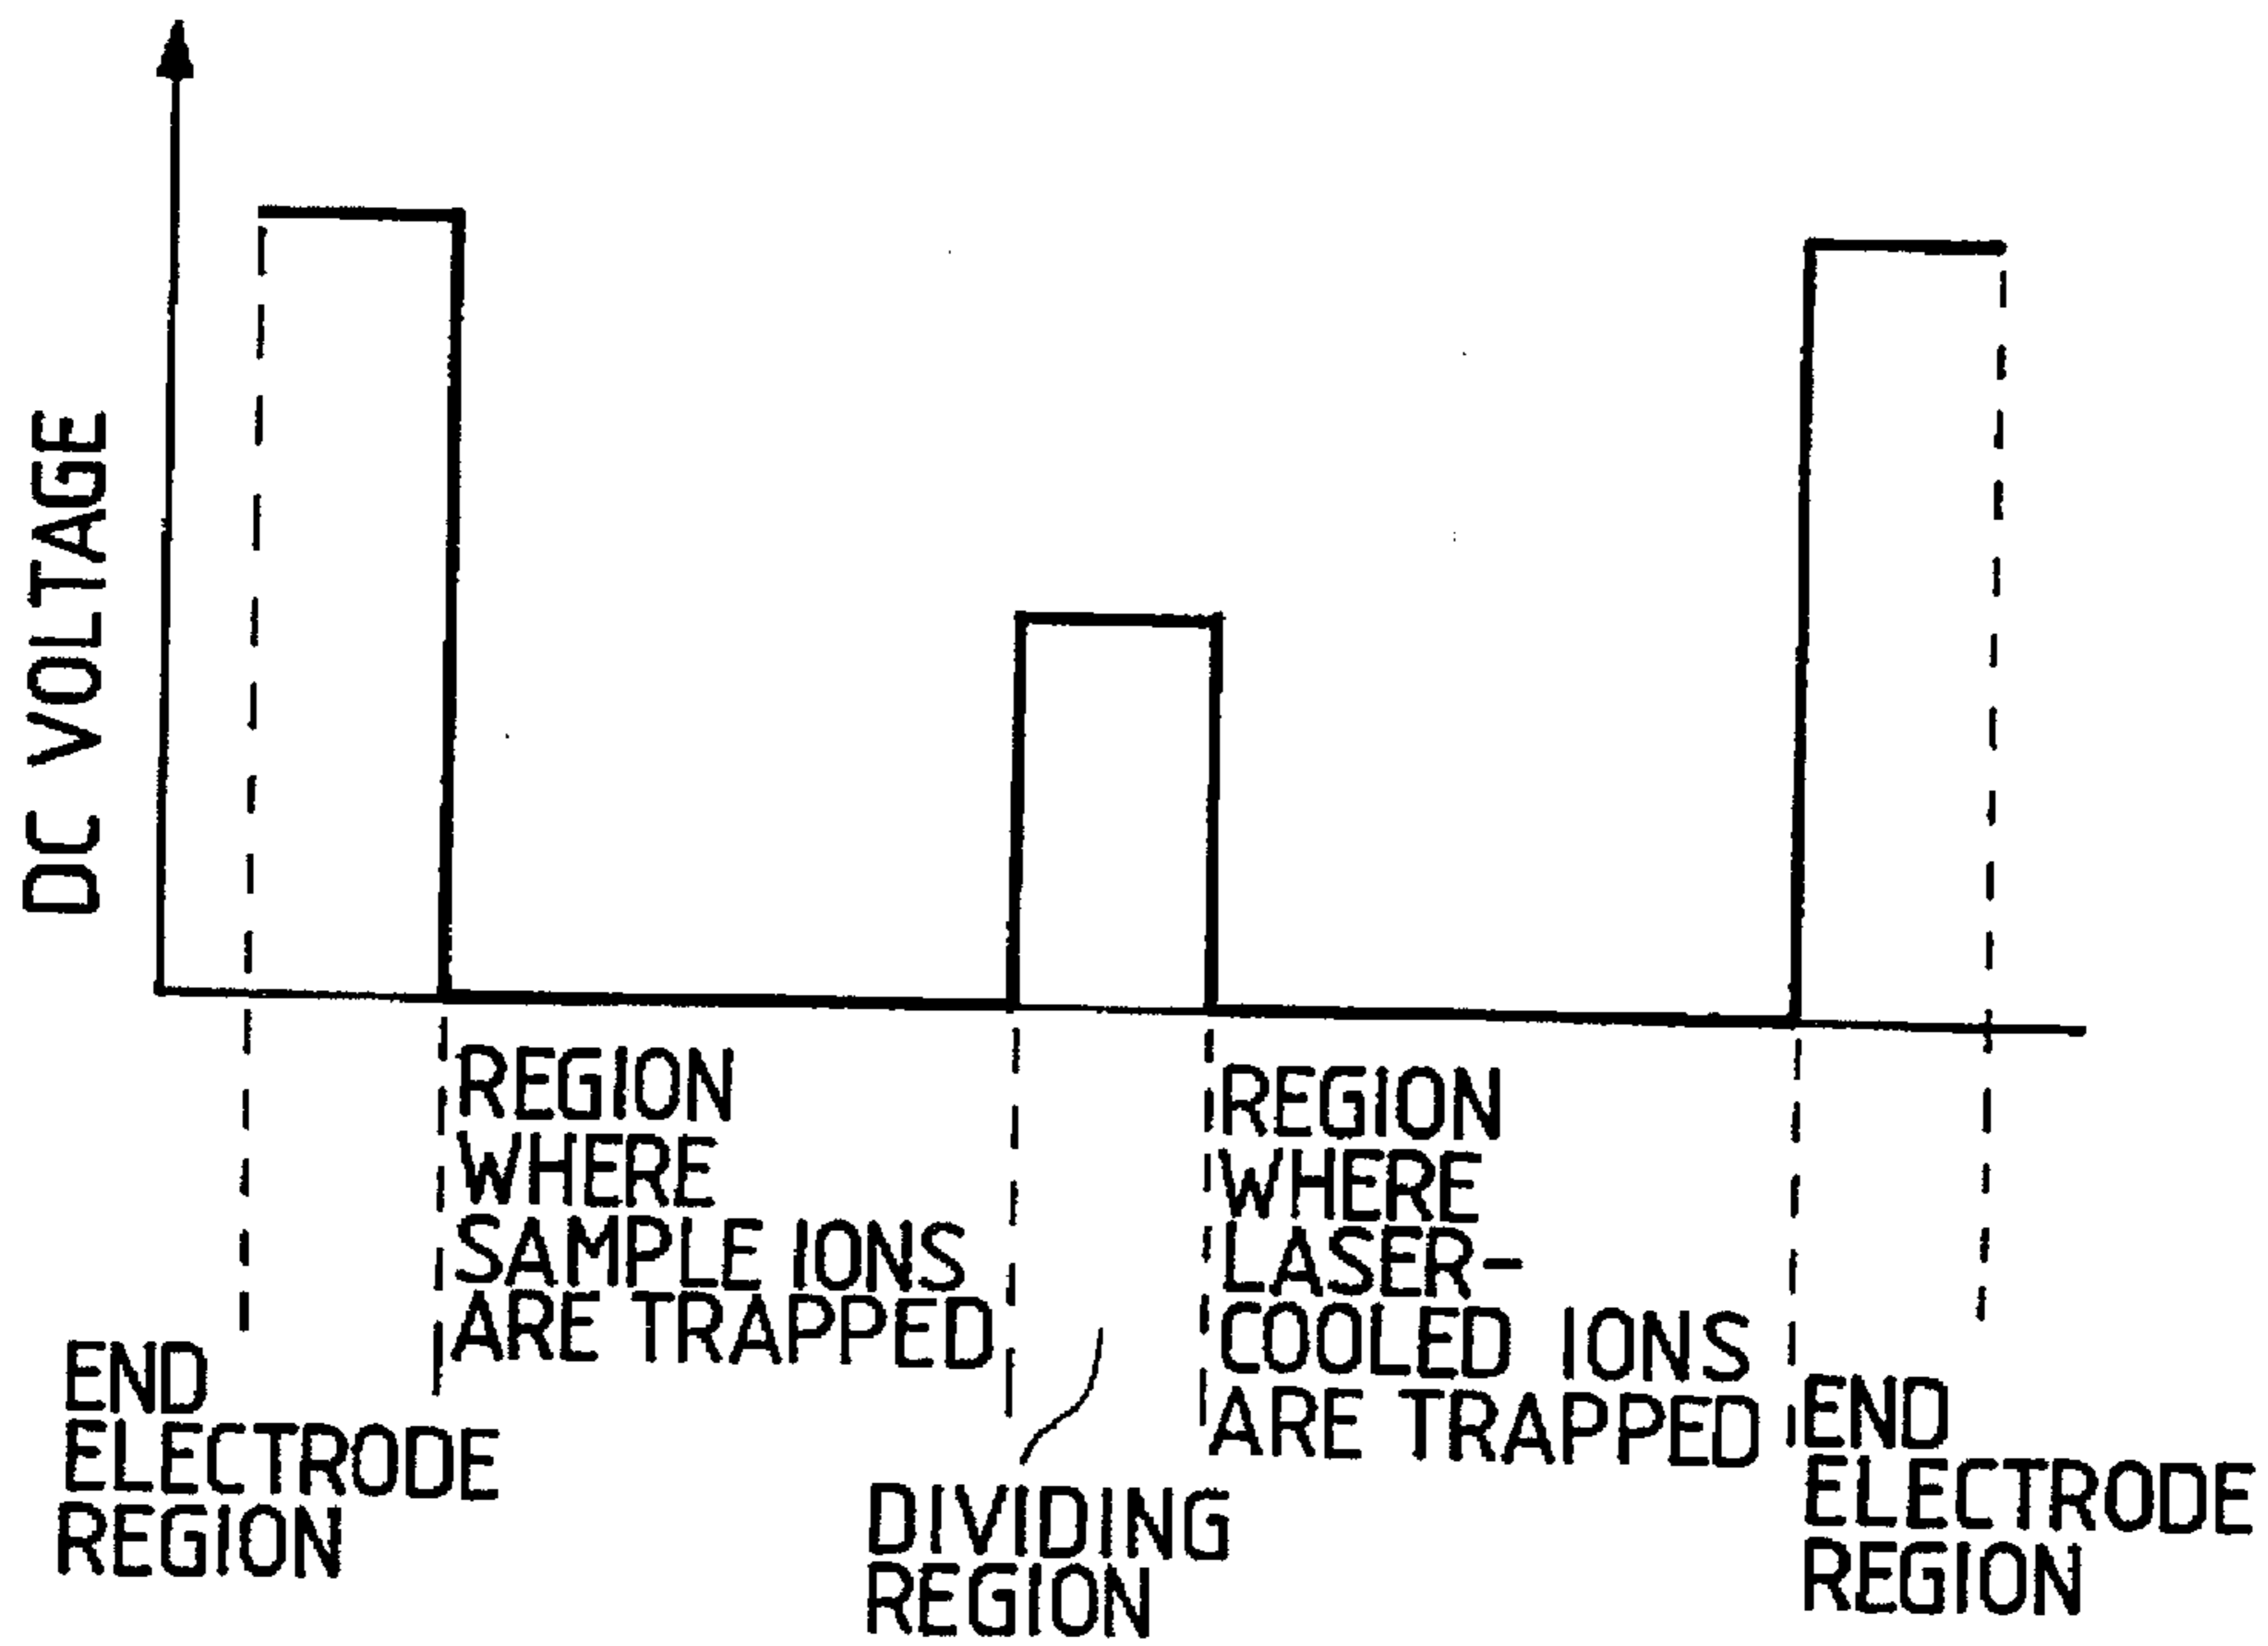 DC VOLTAGE
END
ELECTRODE
REGION
REGION
WHERE
SAMPLE IONS
ARE TRAPPED
DIVIDING
REGION
REGION
WHERE
LASER-
COOLED IONS
ARE TRAPPED
END
ELECTRODE
REGION